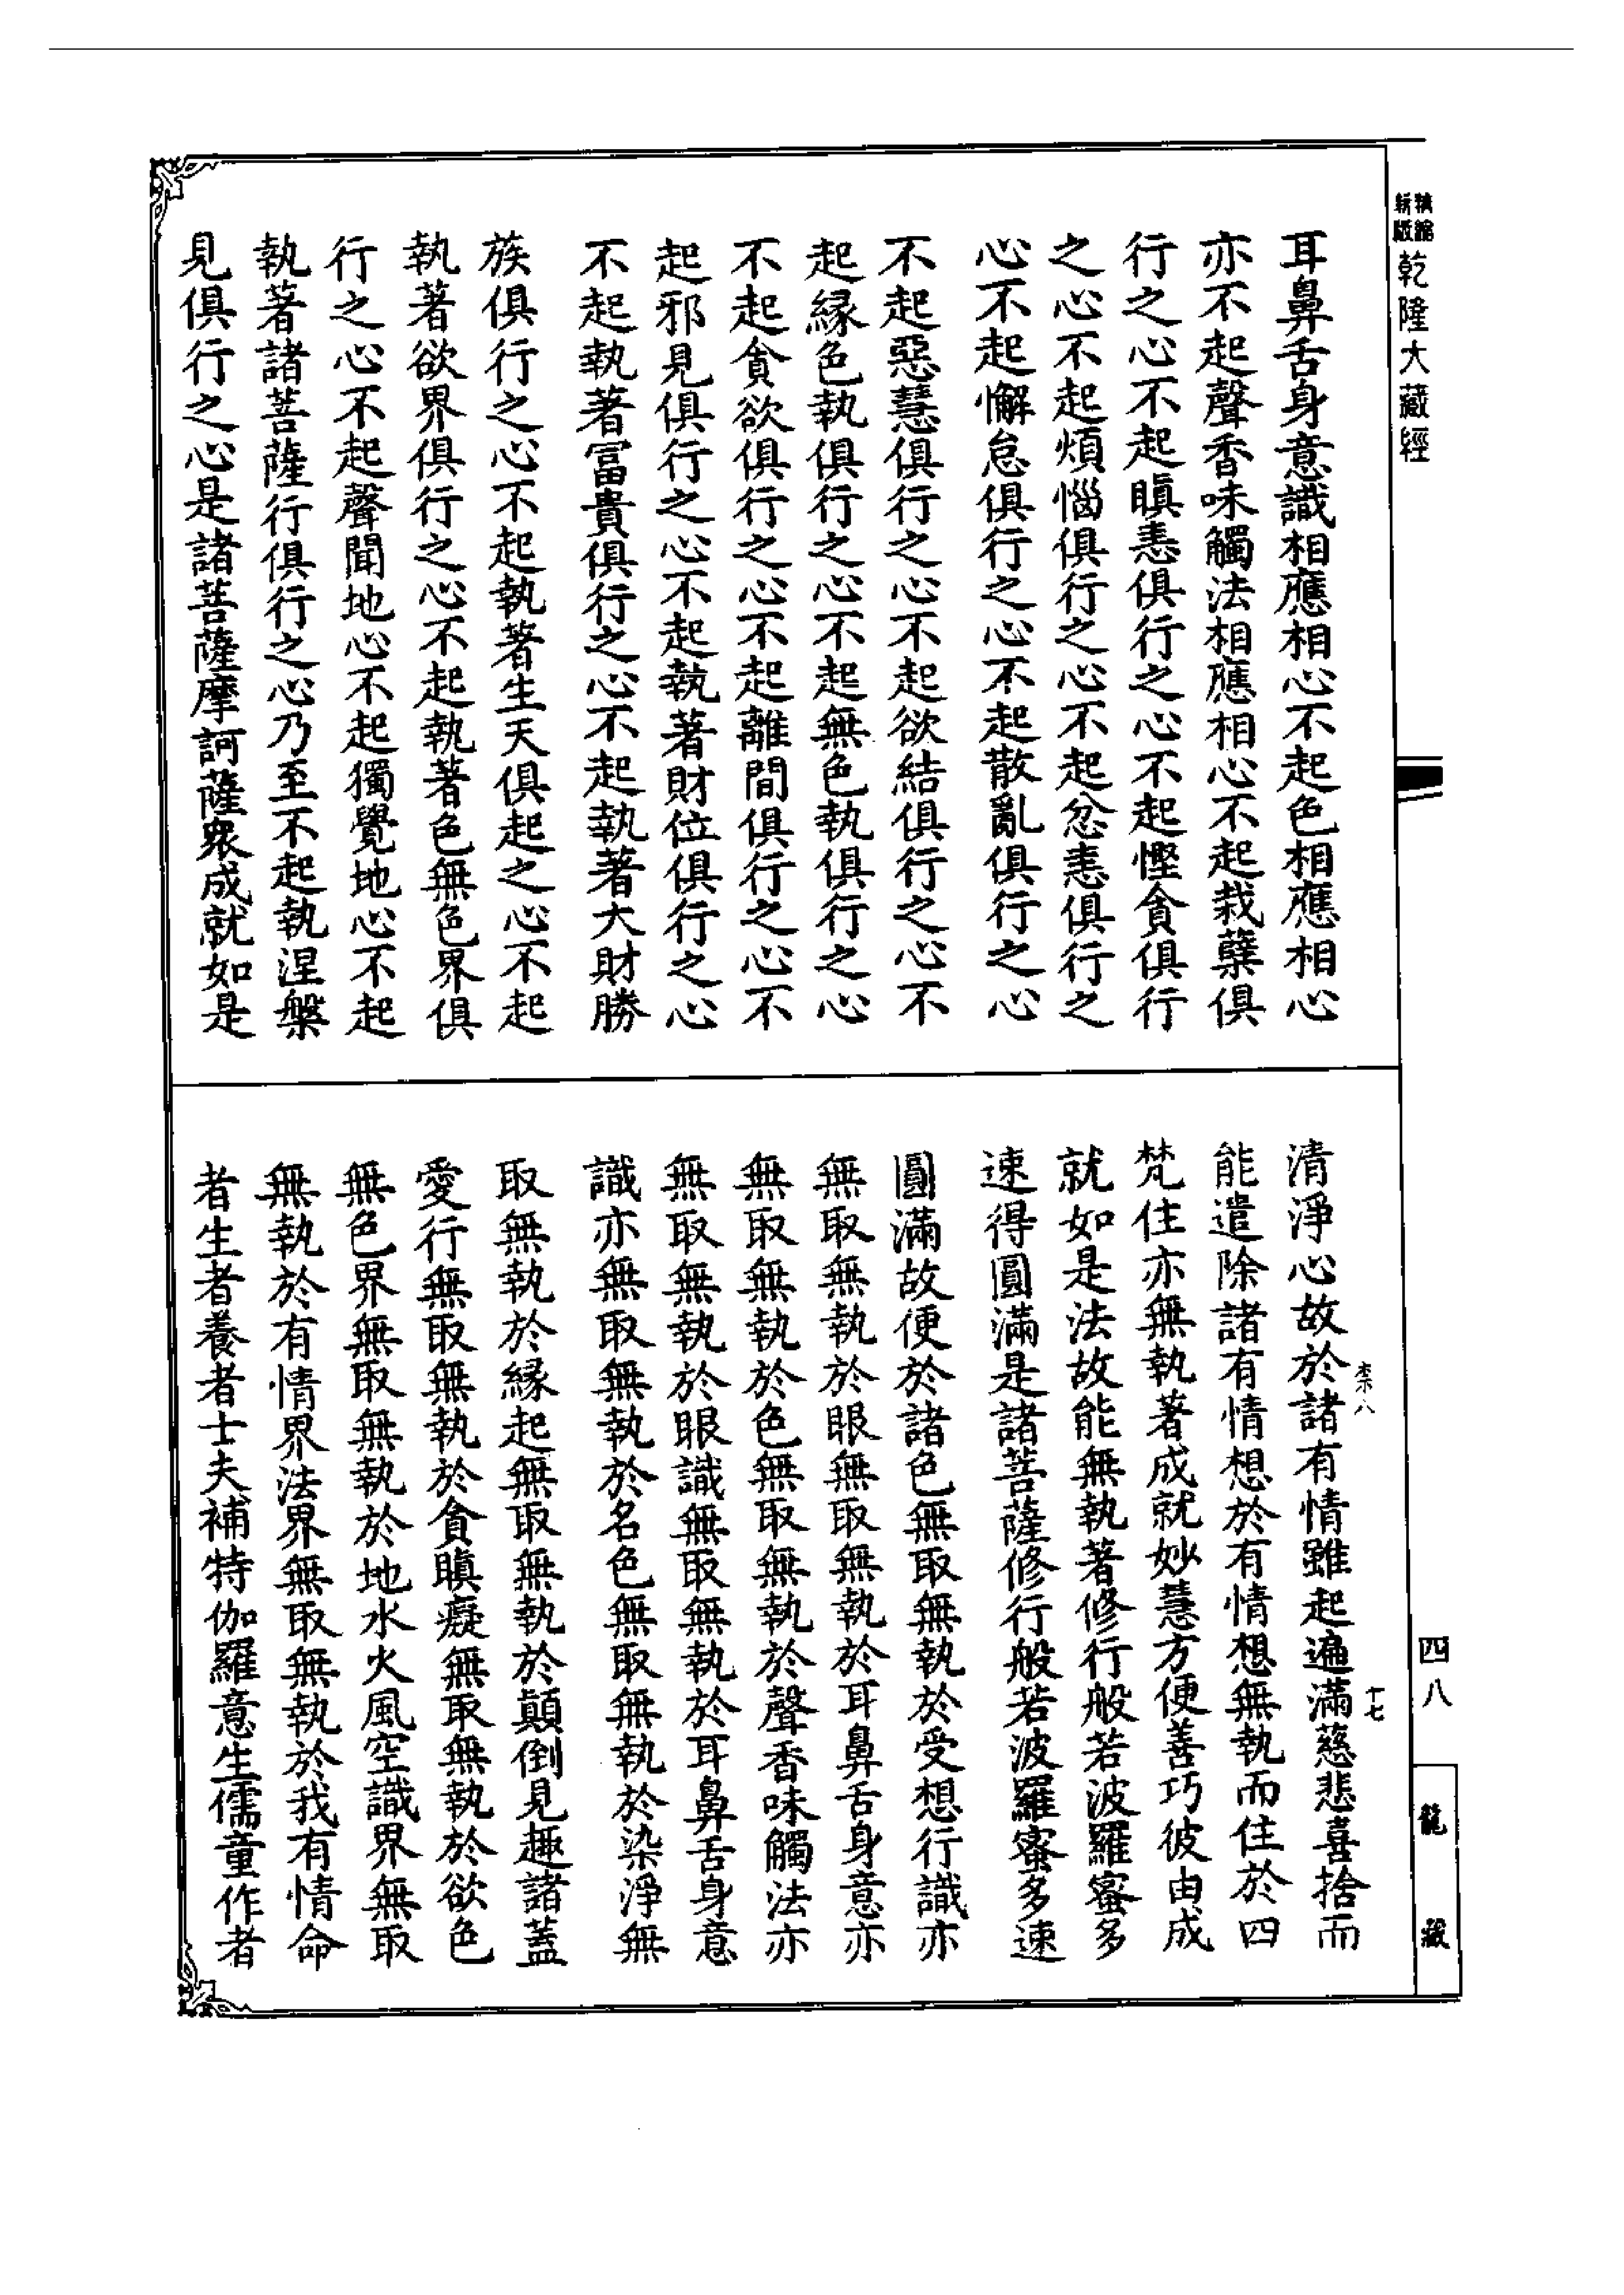 新版精編乾隆大藏經
耳鼻舌身意識相應相心不起色相應相心
亦不起聲香味觸法相應相心不起栽孽俱
行之心不起瞋恚俱行之心不起慳貪俱行
之心不起煩惱俱行之心不起忿恚俱行之
心不起懈怠俱行之心不起散亂俱行之心
不起惡慧俱行之心不起欲結俱行之心不
起緣色執俱行之心不起無色執俱行之心
不起貪欲俱行之心不起離間俱行之心不
起邪見俱行之心不起執著財位俱行之心
不起執著富貴俱行之心不起執著大財勝
族俱行之心不起執著生天俱起之心不起
執著欲界俱行之心不起執著色無色界俱
行之心不起聲聞地心不起獨覺地心不起
執著諸菩薩行俱行之心乃至不起執涅槃
見俱行之心是諸菩薩摩訶薩眾成就如是
清淨心故於諸有情雖起遍滿慈悲喜捨而
能遣除諸有情想於有情想無執而住於四
梵住亦無執著成就妙慧方便善巧彼由成
就如是法故能無執著修行般若波羅蜜多
速得圓滿是諸菩薩修行般若波羅蜜多速
圓滿故便於諸色無取無執於受想行識亦
無取無執於眼無取無執於耳鼻舌身意亦
無取無執於色無取無執於聲香味觸法亦
無取無執於眼識無取無執於耳鼻舌身意
識亦無取無執於名色無取無執於染淨無
取無執於緣起無取無執於顛倒見趣諸蓋
愛行無取無執於貪瞋癡無取無執於欲色
無色界無取無執於地水火風空識界無取
無執於有情界法界無取無執於我有情命
者生者養者士夫補特伽羅意生儒童作者
柰八
十七
四八
龍藏